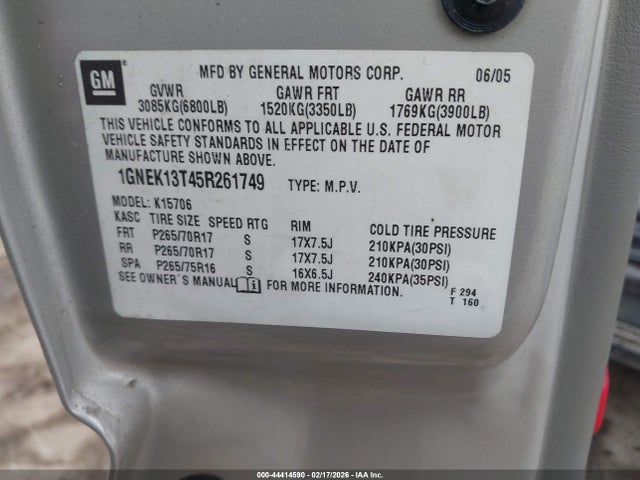 GM
MFD BY GENERAL MOTORS CORP. 06/05
GVWR GAWR FRT GAWR RR
3085KG(6800LB) 1520KG(3350LB) 1769KG(3900LB)
THIS VEHICLE CONFORMS TO ALL APPLICABLE U.S. FEDERAL MOTOR
VEHICLE SAFETY STANDARDS IN EFFECT ON THE DATE OF
MANUFACTURE SHOWN ABOVE.
1GNEK13T45R261749 TYPE: M.P.V.
MODEL: K15706
KASC TIRE SIZE SPEED RTG RIM COLD TIRE PRESSURE
FRT P265/70R17 S 17X7.5J 210KPA(30PSI)
RR P265/70R17 S 17X7.5J 210KPA(30PSI)
SPA P265/75R16 S 16X6.5J 240KPA(35PSI)
SEE OWNER'S MANUAL FOR MORE INFORMATION.
F 294
T 160
000-44414590 - 02/17/2026 - IAA Inc.